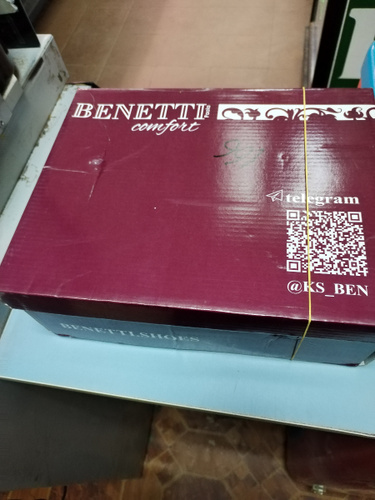 BENETTI
comfort
telegram
@KS_BEN
BENETTI.SHOES